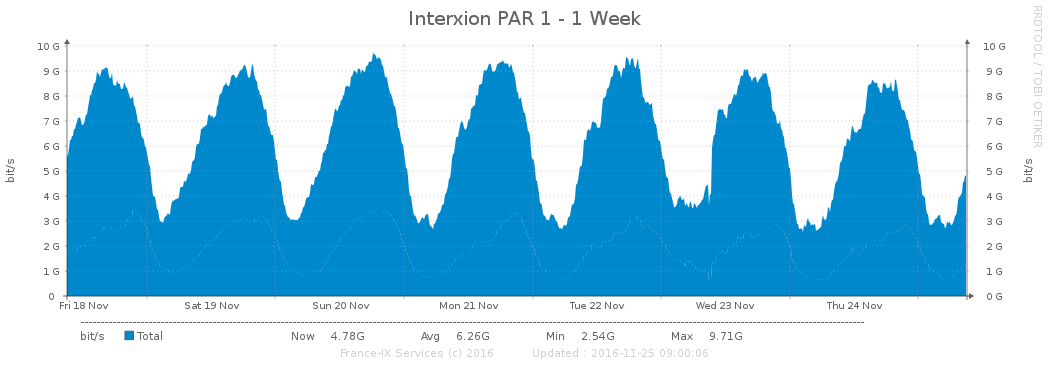 Interxion PAR 1 - 1 Week
RRDTOOL / TOBI OETIKER
bit/s
10 G 10 G
9 G 9 G
8 G 8 G
7 G 7 G
6 G 6 G
5 G 5 G
4 G 4 G
3 G 3 G
2 G 2 G
1 G 1 G
0 0 G
bit/s
Fri 18 Nov Sat 19 Nov Sun 20 Nov Mon 21 Nov Tue 22 Nov Wed 23 Nov Thu 24 Nov
bit/s Total Now 4.78G Avg 6.26G Min 2.54G Max 9.71G
France-IX Services (c) 2016 Updated : 2016-11-25 09:00:06